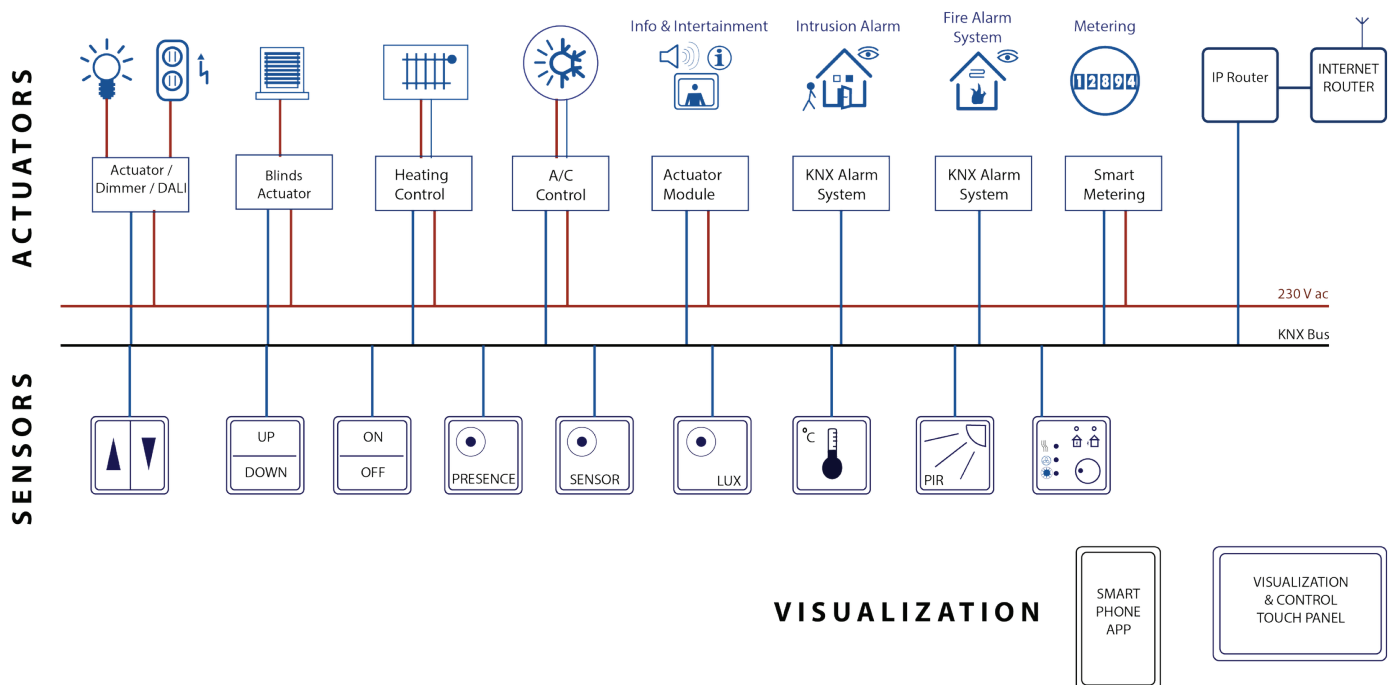 ACTUATORS
Info & Intertainment
Intrusion Alarm
Fire Alarm
System
Metering
12894
IP Router
INTERNET
ROUTER
Actuator /
Dimmer / DALI
Blinds
Actuator
Heating
Control
A/C
Control
Actuator
Module
KNX Alarm
System
KNX Alarm
System
Smart
Metering
230 V ac
KNX Bus
SENSORS
UP
DOWN
ON
OFF
PRESENCE
SENSOR
LUX
°C
PIR
VISUALIZATION
SMART
PHONE
APP
VISUALIZATION
& CONTROL
TOUCH PANEL